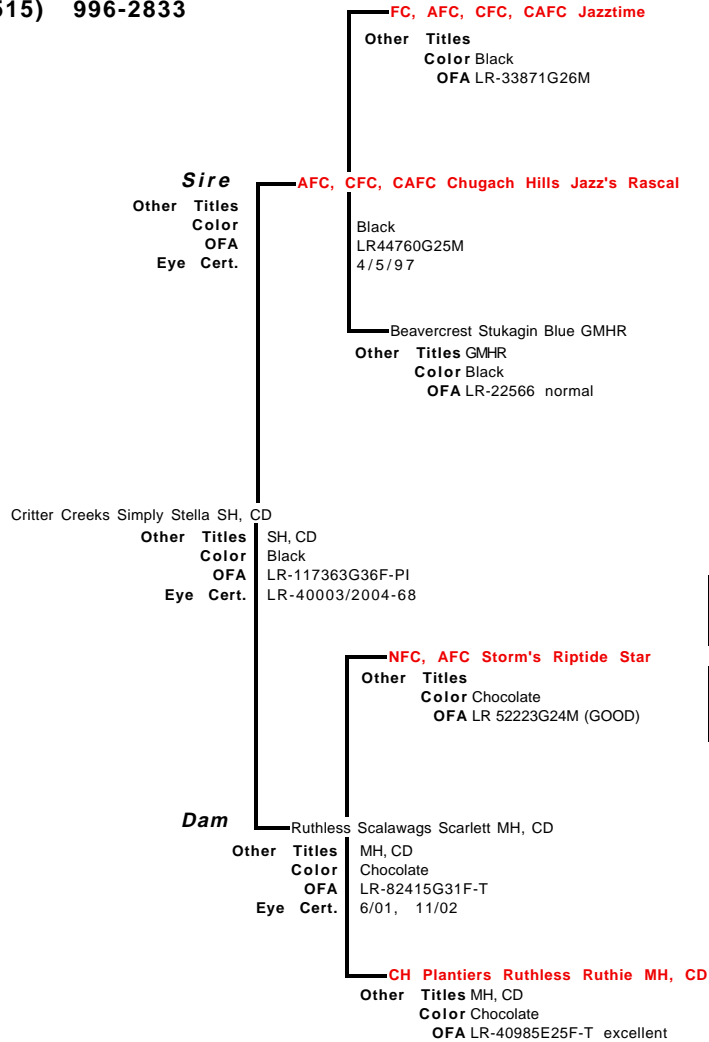 515) 996-2833
FC, AFC, CFC, CAFC Jazztime
Other Titles
Color Black
OFA LR-33871G26M
Sire
AFC, CFC, CAFC Chugach Hills Jazz's Rascal
Other Titles
Color Black
OFA LR44760G25M
Eye Cert. 4/5/97
Beavercrest Stukagin Blue GMHR
Other Titles GMHR
Color Black
OFA LR-22566 normal
Critter Creeks Simply Stella SH, CD
Other Titles SH, CD
Color Black
OFA LR-117363G36F-PI
Eye Cert. LR-40003/2004-68
NFC, AFC Storm's Riptide Star
Other Titles
Color Chocolate
OFA LR 52223G24M (GOOD)
Dam
Ruthless Scalawags Scarlett MH, CD
Other Titles MH, CD
Color Chocolate
OFA LR-82415G31F-T
Eye Cert. 6/01, 11/02
CH Plantiers Ruthless Ruthie MH, CD
Other Titles MH, CD
Color Chocolate
OFA LR-40985E25F-T excellent